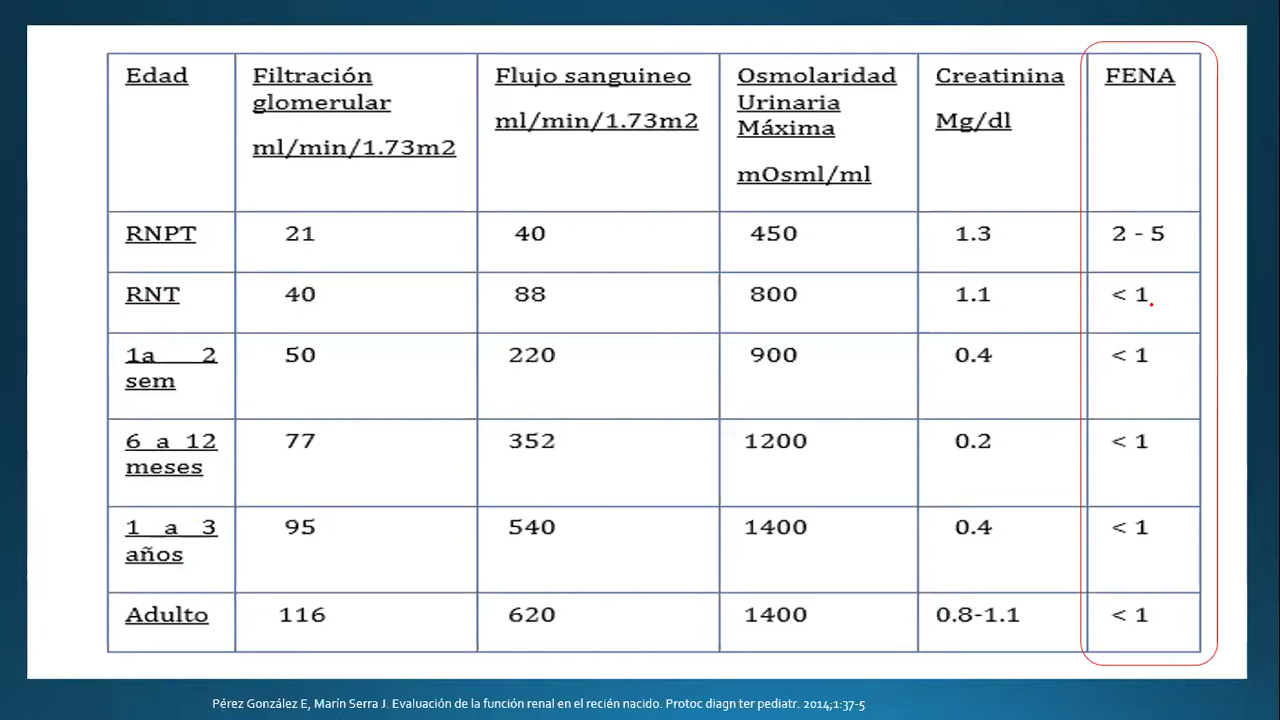 Edad
Filtración
glomerular
ml/min/1.73m2
Flujo sanguineo
ml/min/1.73m2
Osmolaridad
Urinaria
Máxima
mOsml/ml
Creatinina
Mg/dl
FENA
RNPT 21 40 450 1.3 2 - 5
RNT 40 88 800 1.1 < 1
1a 2
sem
50 220 900 0.4 < 1
6 a 12
meses
77 352 1200 0.2 < 1
1 a 3
años
95 540 1400 0.4 < 1
Adulto 116 620 1400 0.8-1.1 < 1
Pérez González E, Marín Serra J. Evaluación de la función renal en el recién nacido. Protoc diagn ter pediatr. 2014;1:37-5